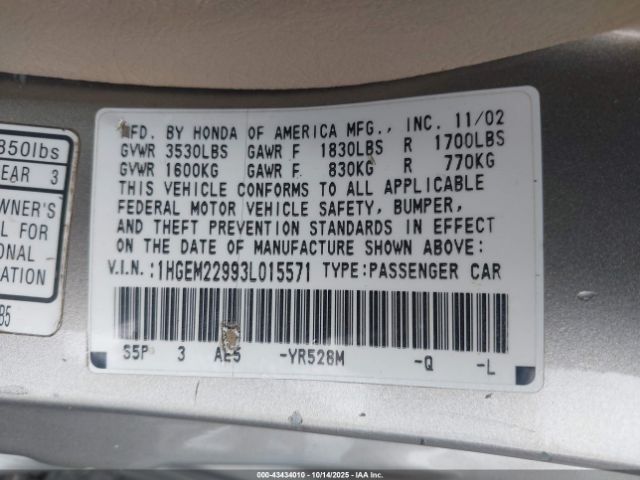 850lbs
EAR 3
OWNER'S
L FOR
ONAL
ATION
85
MFD. BY HONDA OF AMERICA MFG., INC. 11/02
GVWR 3530LBS GAWR F 1830LBS R 1700LBS
GVWR 1600KG GAWR F 830KG R 770KG
THIS VEHICLE CONFORMS TO ALL APPLICABLE
FEDERAL MOTOR VEHICLE SAFETY, BUMPER,
AND THEFT PREVENTION STANDARDS IN EFFECT
ON THE DATE OF MANUFACTURE SHOWN ABOVE:
V.I.N.:1HGEM22993L015571 TYPE:PASSENGER CAR
S5P 3 AE5 -YR528M -Q -L
000-43434010 - 10/14/2025 - IAA Inc.